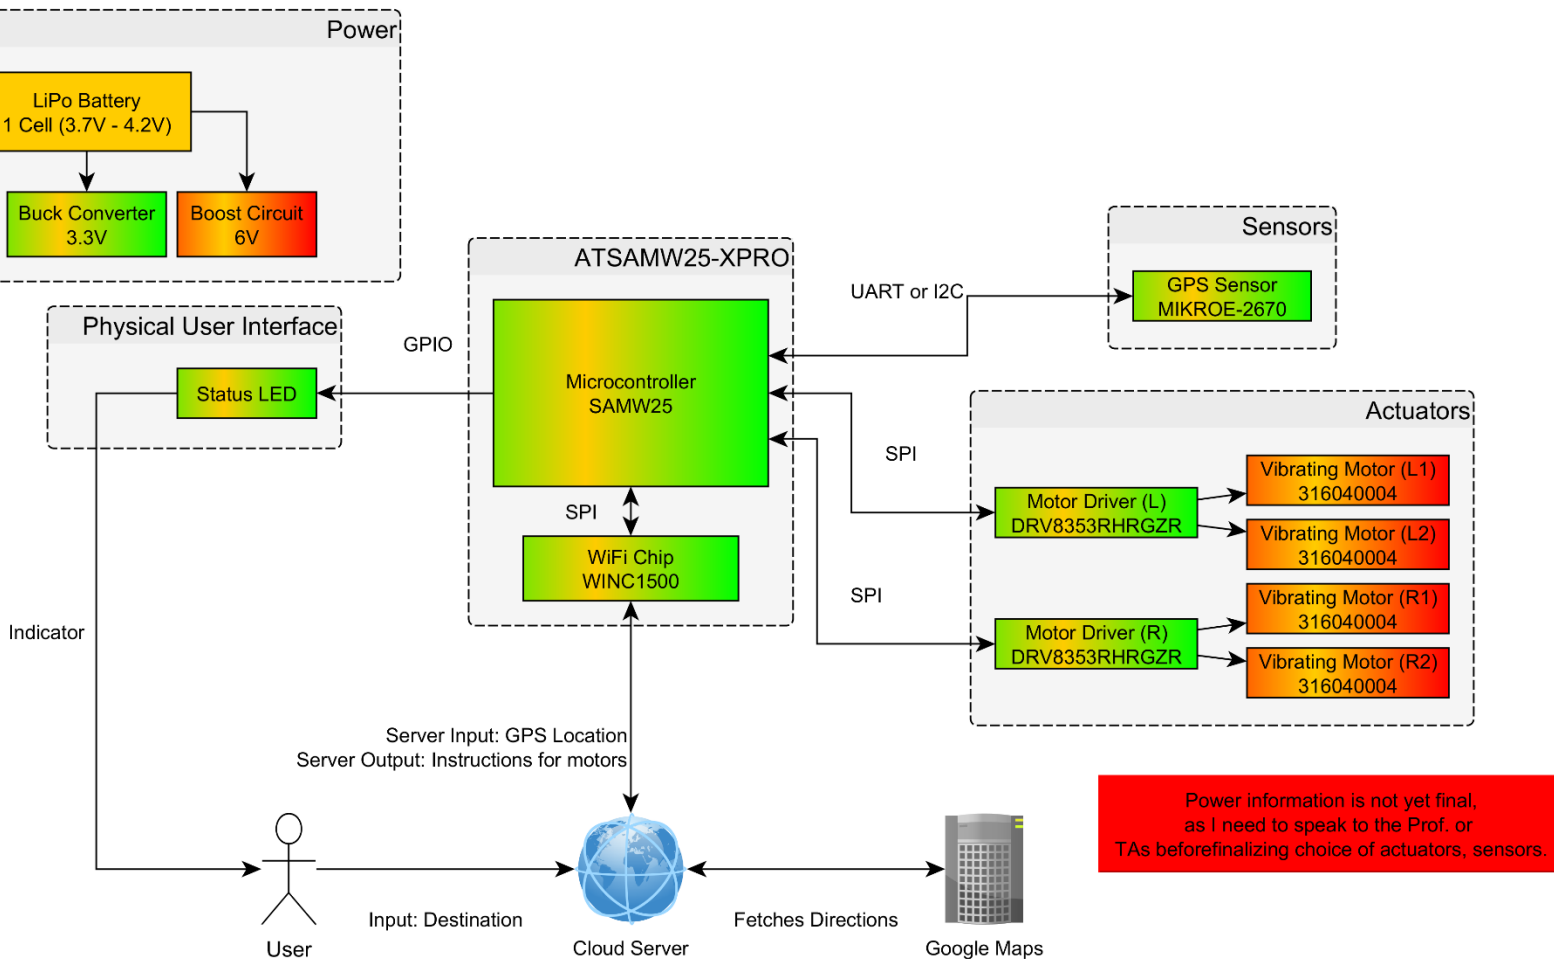 Power
LiPo Battery
1 Cell (3.7V - 4.2V)
Buck Converter
3.3V
Boost Circuit
6V
Physical User Interface
Status LED
GPIO
ATSAMW25-XPRO
Microcontroller
SAMW25
SPI
WiFi Chip
WINC1500
UART or I2C
Sensors
GPS Sensor
MIKROE-2670
Actuators
SPI
Motor Driver (L)
DRV8353RHRGZR
Vibrating Motor (L1)
316040004
Vibrating Motor (L2)
316040004
SPI
Motor Driver (R)
DRV8353RHRGZR
Vibrating Motor (R1)
316040004
Vibrating Motor (R2)
316040004
Indicator
Server Input: GPS Location
Server Output: Instructions for motors
Power information is not yet final,
as I need to speak to the Prof. or
TAs beforefinalizing choice of actuators, sensors.
Input: Destination
Fetches Directions
User
Cloud Server
Google Maps